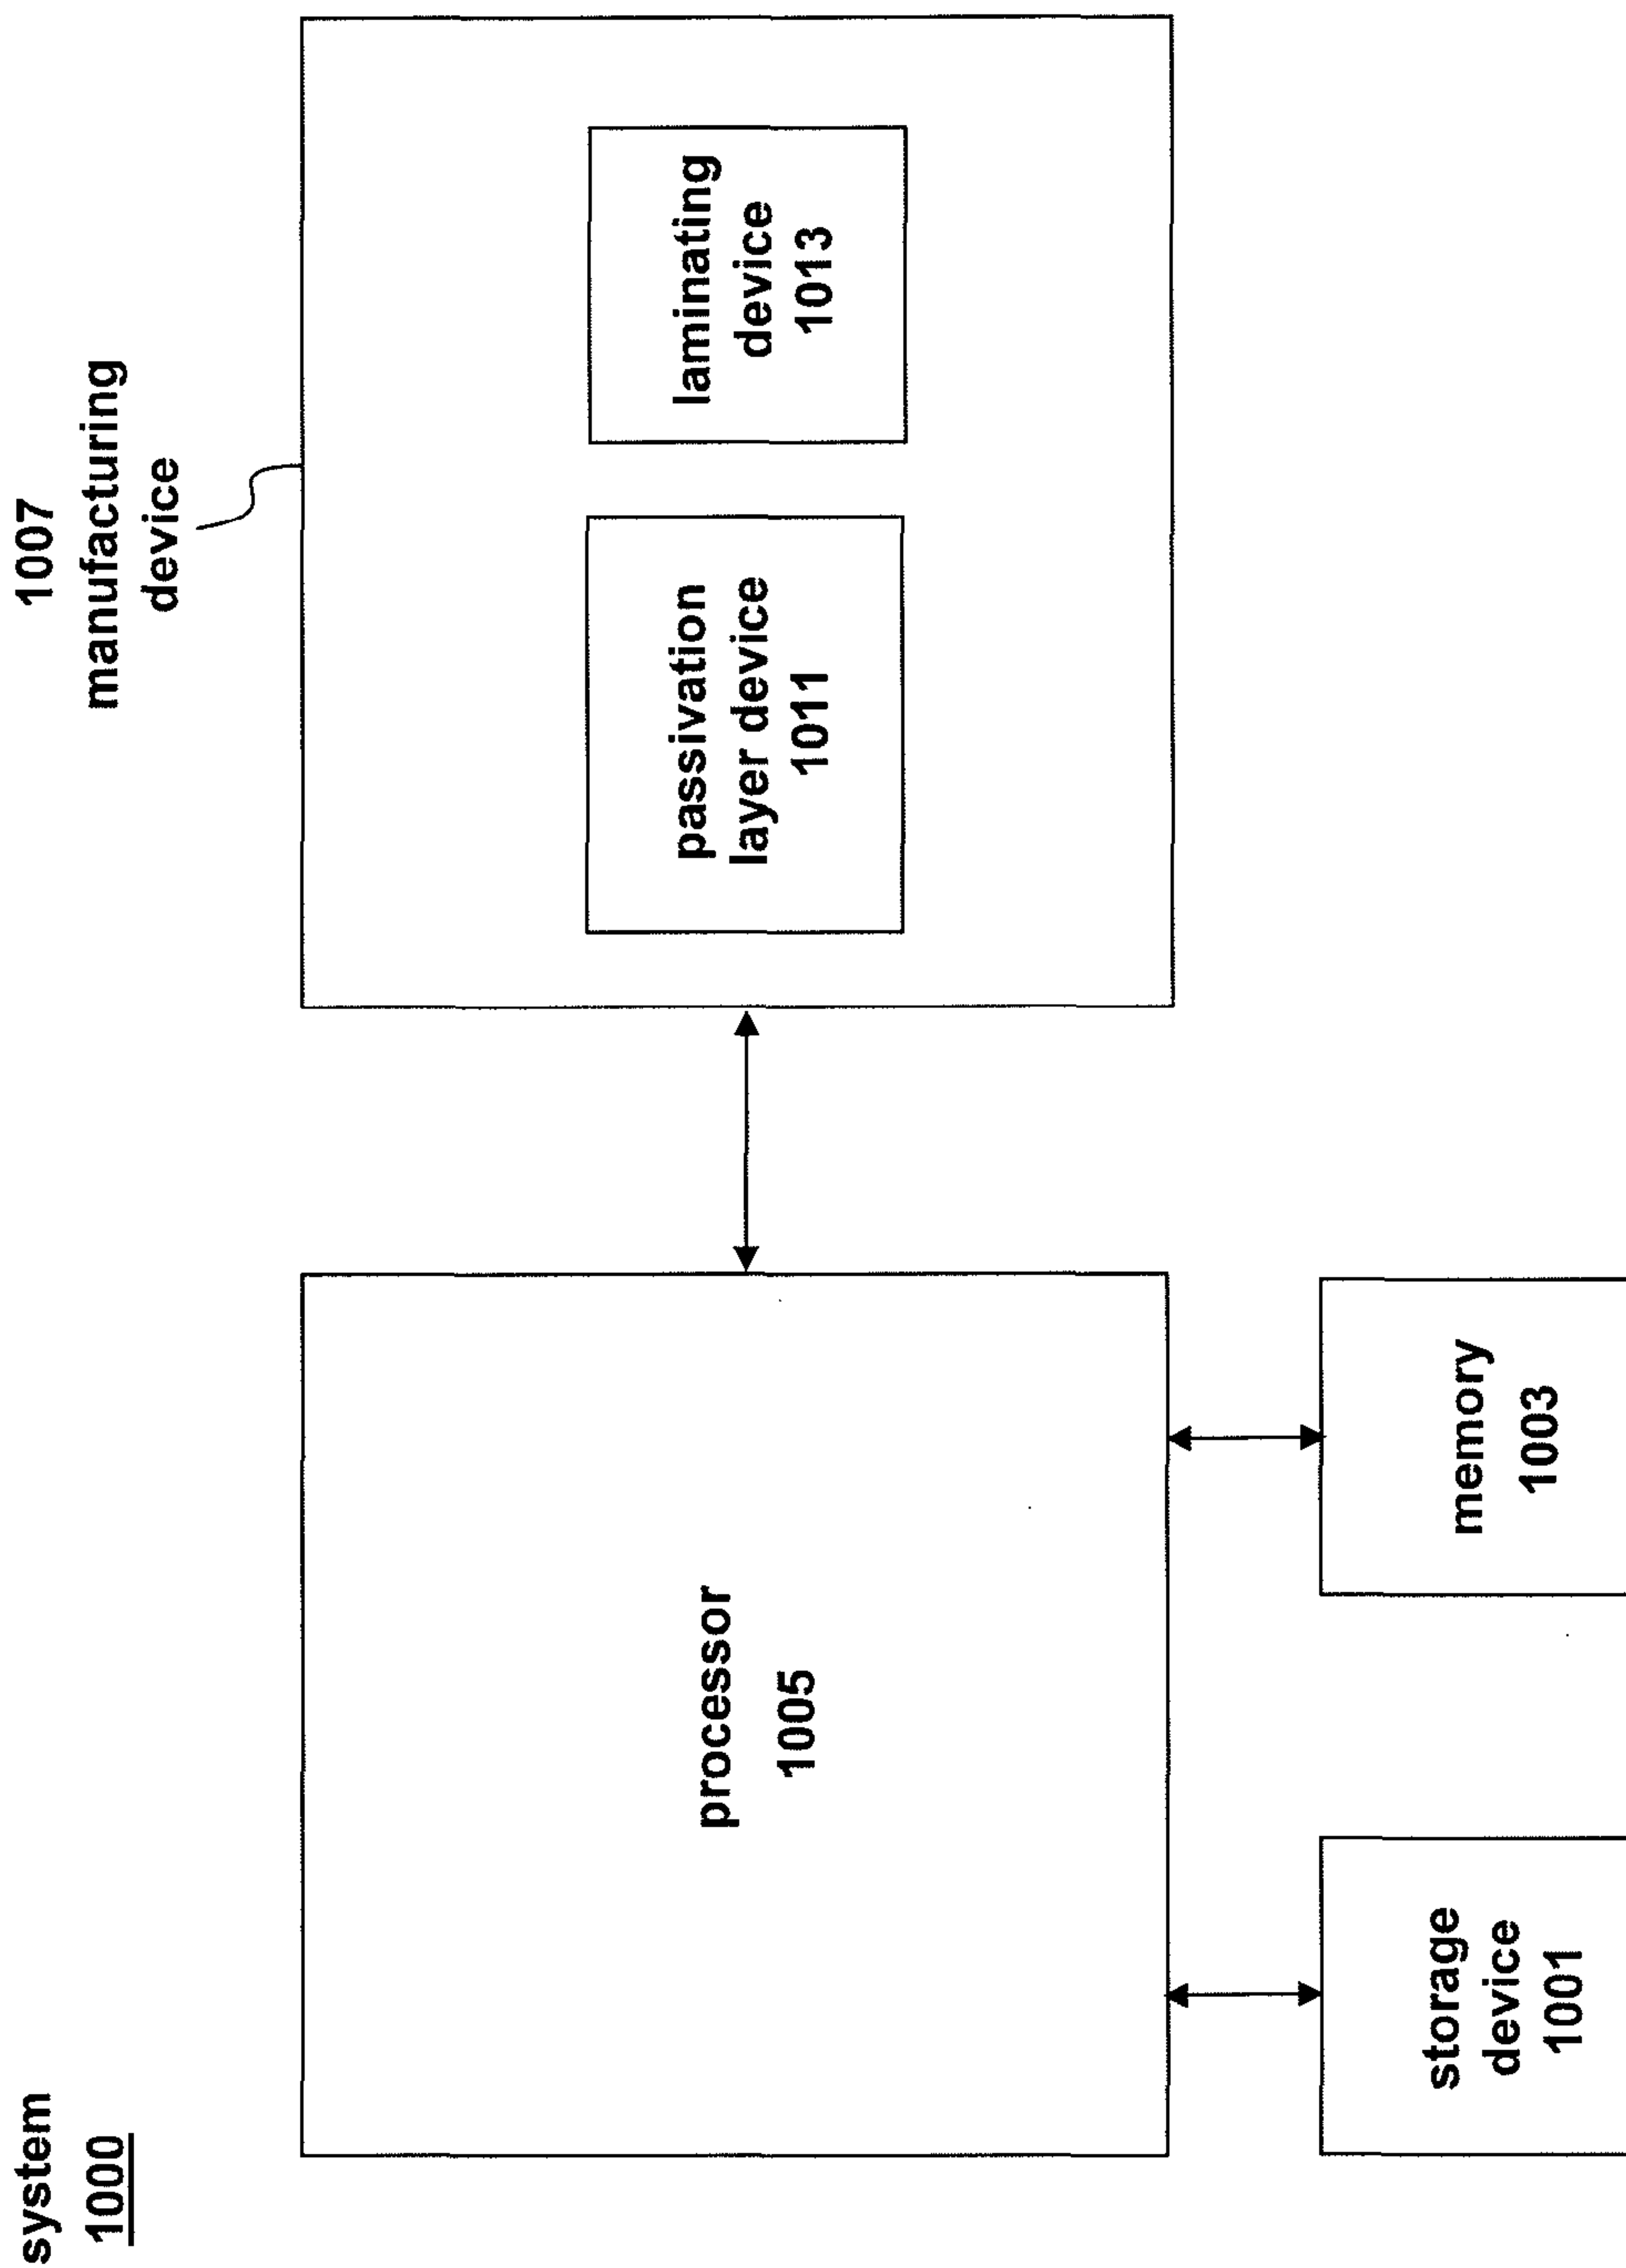 system
1000
processor
1005
storage
device
1001
memory
1003
1007
manufacturing
device
passivation
layer device
1011
laminating
device
1013